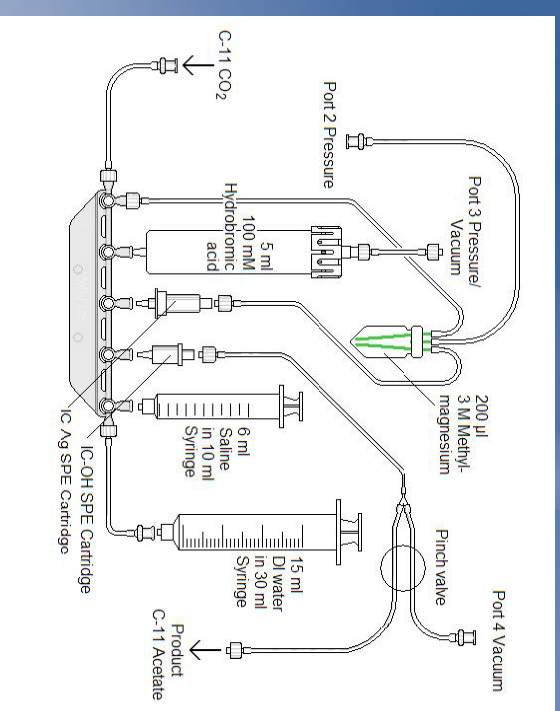 C-11 CO2
Port 2 Pressure
Port 3 Pressure/
Vacuum
5 ml
100 mM
Hydrobromic
acid
200 µl
3 M Methyl-
magnesium
6 ml
Saline
in 10 ml
Syringe
IC-OH SPE Cartridge
IC Ag SPE Cartridge
15 ml
DI water
in 30 ml
Syringe
Pinch valve
Port 4 Vacuum
Product
C-11 Acetate